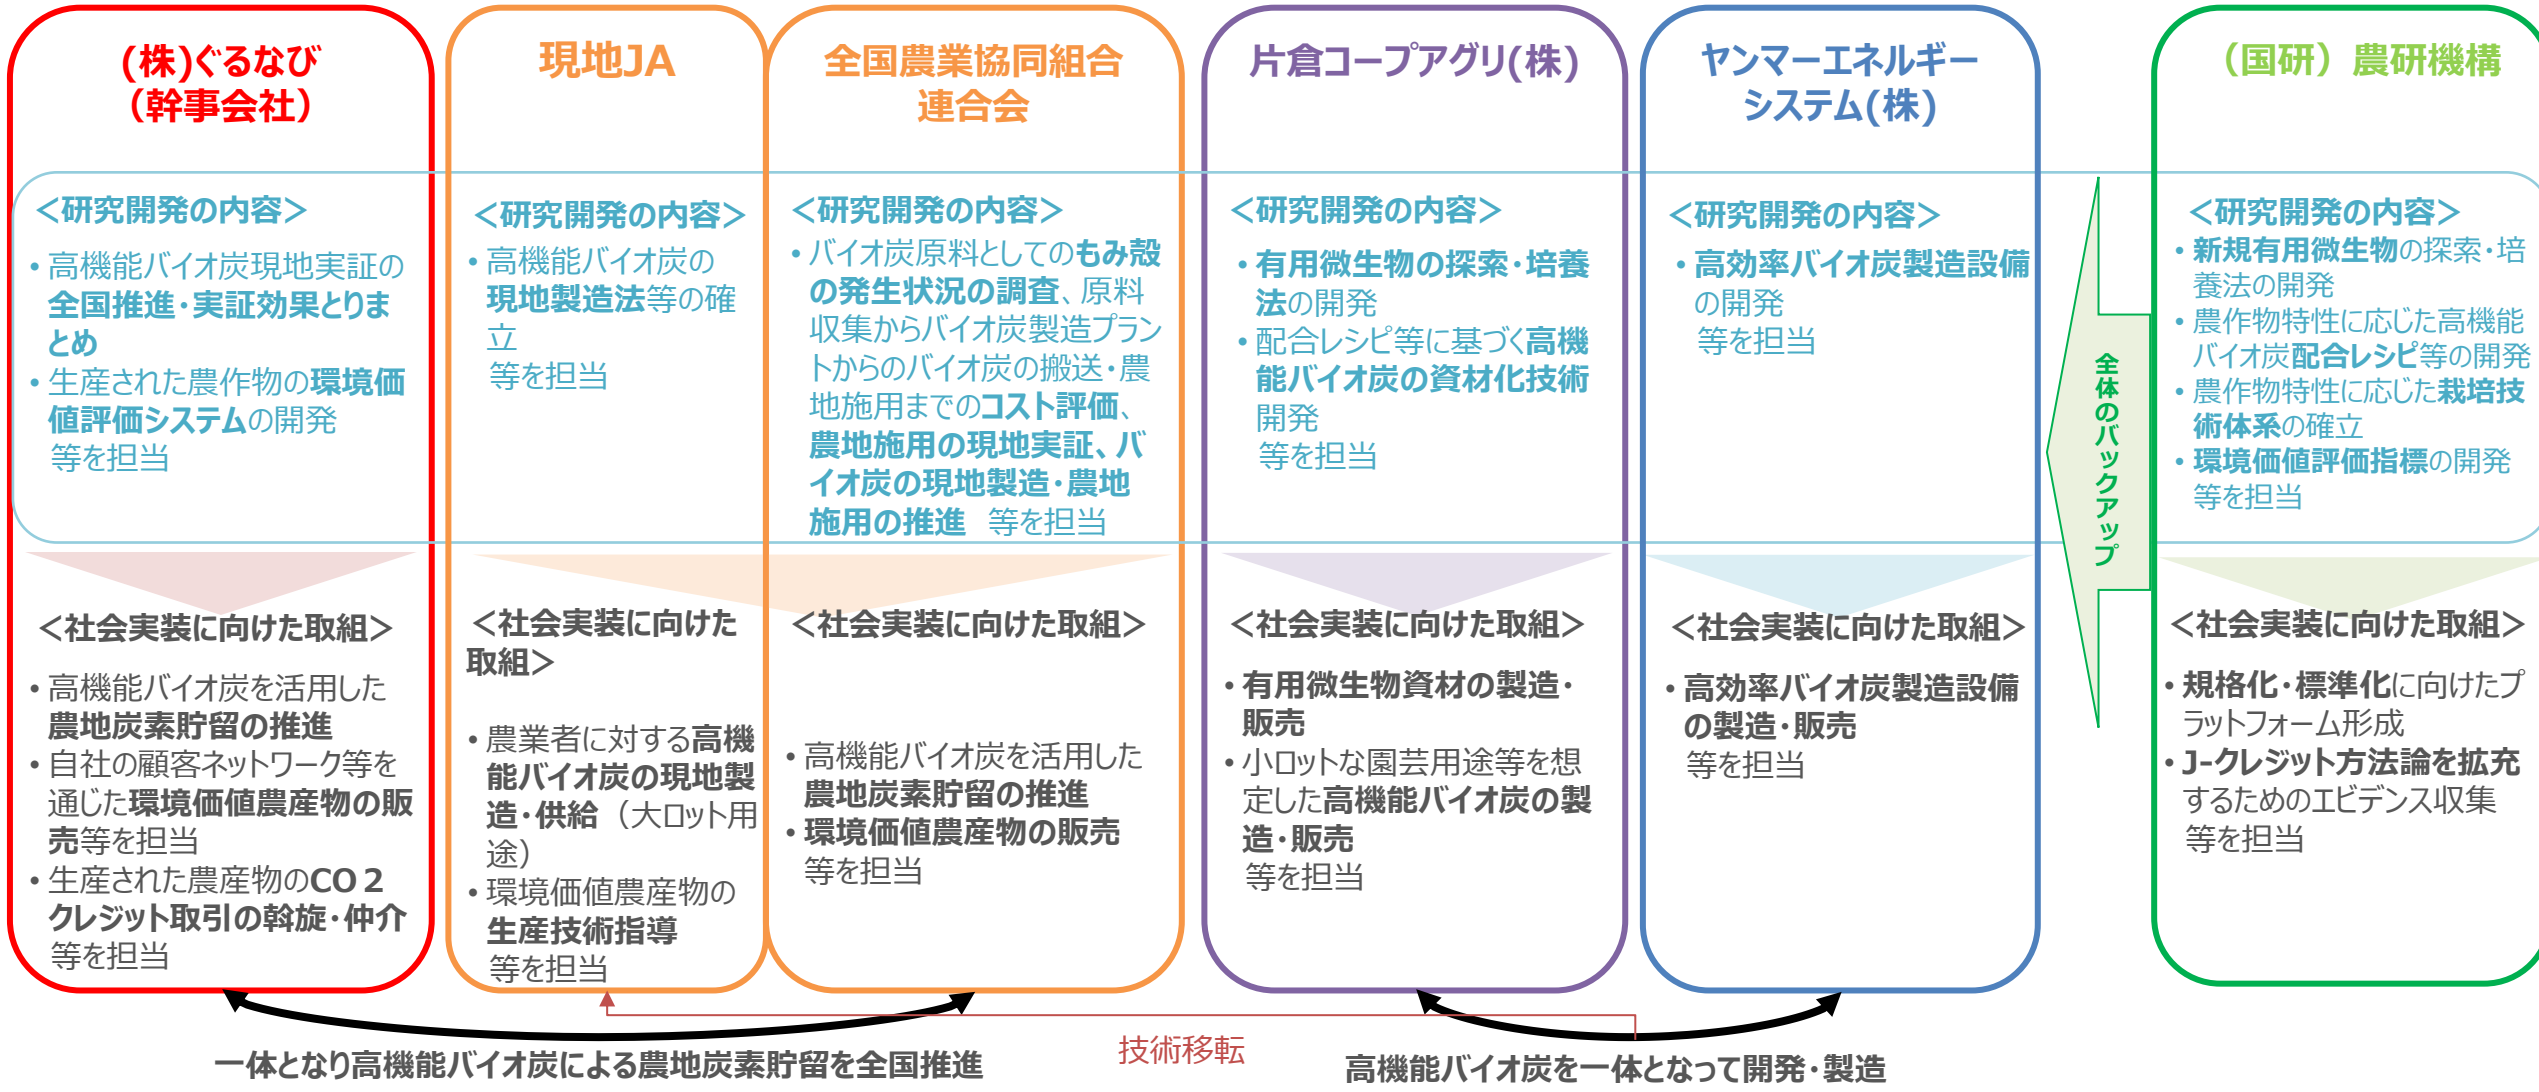 (株)ぐるなび
（幹事会社）
<研究開発の内容>
• 高機能バイオ炭現地実証の
全国推進・実証効果とりま
とめ
• 生産された農作物の環境価
値評価システムの開発
等を担当
<社会実装に向けた取組>
• 高機能バイオ炭を活用した
農地炭素貯留の推進
• 自社の顧客ネットワーク等を
通じた環境価値農産物の販
売等を担当
• 生産された農産物のCO２
クレジット取引の斡旋・仲介
等を担当
現地JA
<研究開発の内容>
• 高機能バイオ炭の
現地製造法等の確
立
等を担当
<社会実装に向けた
取組>
• 農業者に対する高機
能バイオ炭の現地製
造・供給（大ロット用
途）
• 環境価値農産物の
生産技術指導
等を担当
全国農業協同組合
連合会
<研究開発の内容>
• バイオ炭原料としてのもみ殻
の発生状況の調査、原料
収集からバイオ炭製造プラン
トからのバイオ炭の搬送・農
地施用までのコスト評価、
農地施用の現地実証、バ
イオ炭の現地製造・農地
施用の推進　等を担当
<社会実装に向けた取組>
• 高機能バイオ炭を活用した
農地炭素貯留の推進
• 環境価値農産物の販売
等を担当
片倉コープアグリ(株)
<研究開発の内容>
• 有用微生物の探索・培養
法の開発
• 配合レシピ等に基づく高機
能バイオ炭の資材化技術
開発
等を担当
<社会実装に向けた取組>
• 有用微生物資材の製造・
販売
• 小ロットな園芸用途等を想
定した高機能バイオ炭の製
造・販売
等を担当
ヤンマーエネルギー
システム(株)
<研究開発の内容>
• 高効率バイオ炭製造設備
の開発
等を担当
<社会実装に向けた取組>
• 高効率バイオ炭製造設備
の製造・販売
等を担当
全体のバックアップ
（国研）農研機構
<研究開発の内容>
• 新規有用微生物の探索・培
養法の開発
• 農作物特性に応じた高機能
バイオ炭配合レシピ等の開発
• 農作物特性に応じた栽培技
術体系の確立
• 環境価値評価指標の開発
等を担当
<社会実装に向けた取組>
• 規格化・標準化に向けたプ
ラットフォーム形成
• J-クレジット方法論を拡充
するためのエビデンス収集
等を担当
一体となり高機能バイオ炭による農地炭素貯留を全国推進
技術移転
高機能バイオ炭を一体となって開発・製造